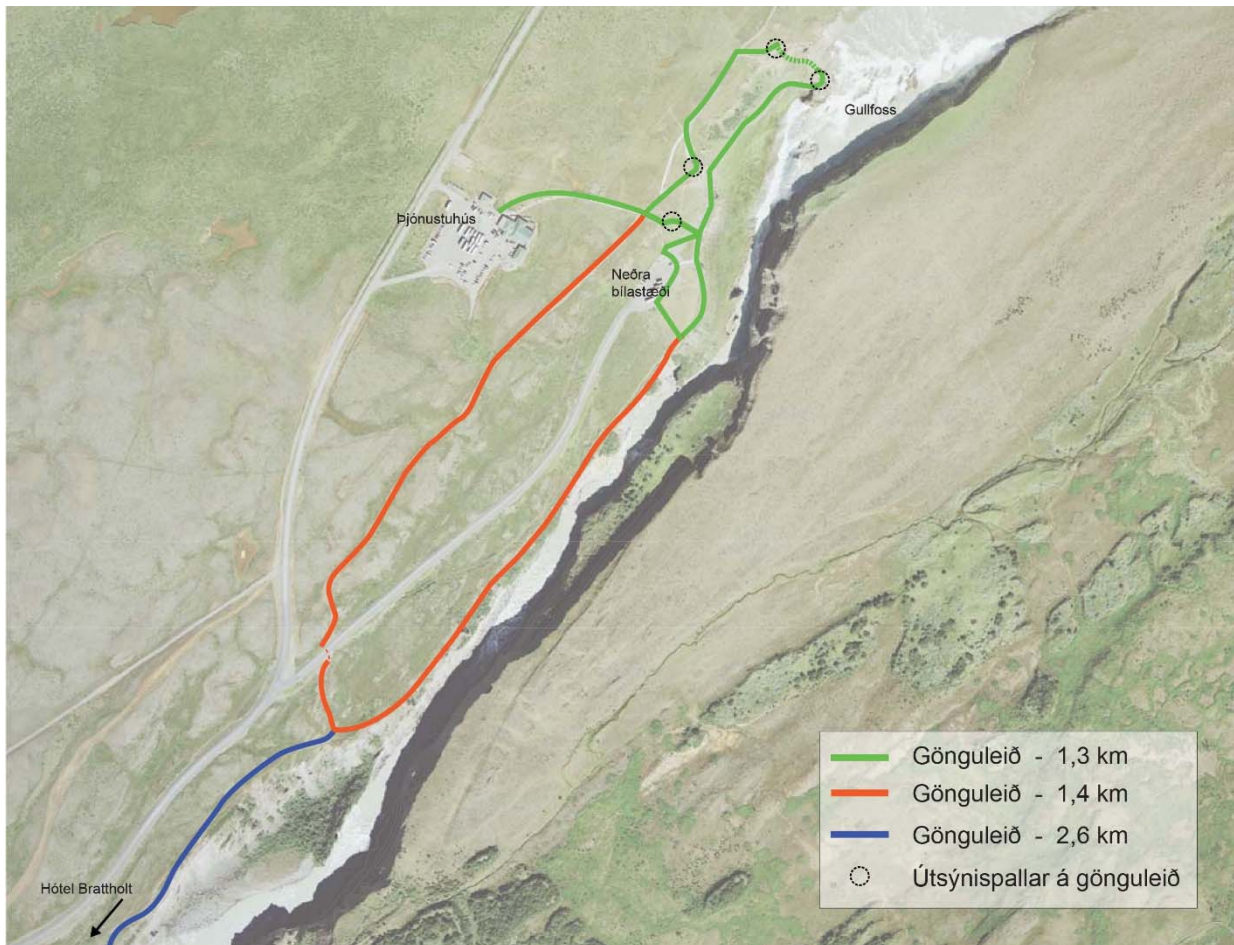 Gullfoss
Þjónustuhús
Neðra
bílastæði
Hótel Brattholt
Gönguleið - 1,3 km
Gönguleið - 1,4 km
Gönguleið - 2,6 km
Útsýnispallar á gönguleið